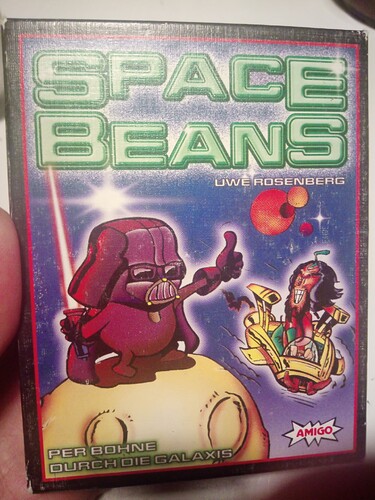 SPACE
BEANS
UWE ROSENBERG
AMIGO
PER BOHNE
DURCH DIE GALAXIS